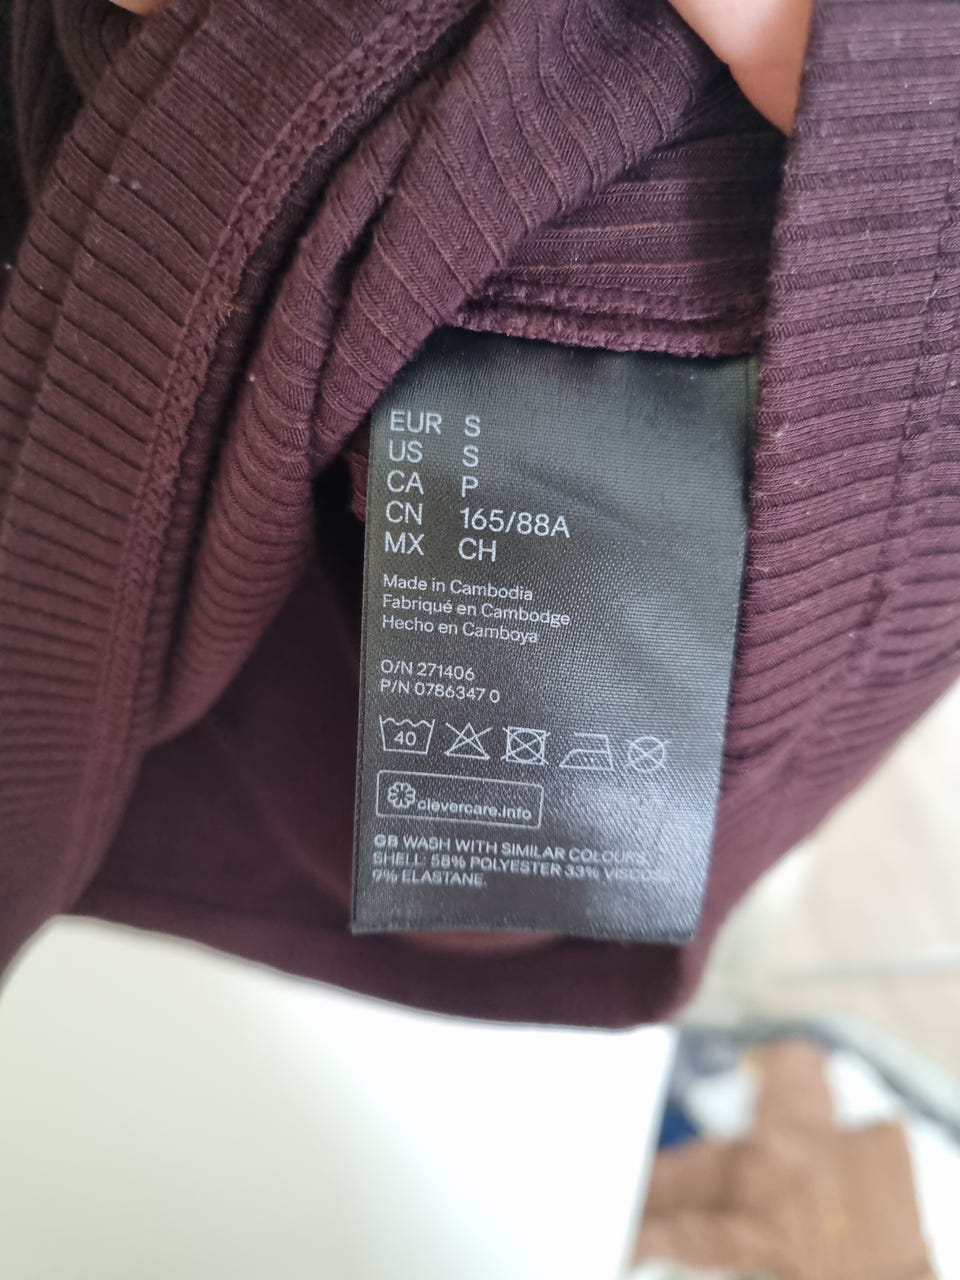 EUR S
US S
CA P
CN 165/88A
MX CH
Made in Cambodia
Fabriqué en Cambodge
Hecho en Camboya
O/N 271406
P/N 0786347 0
40
clevercare.info
GB WASH WITH SIMILAR COLOURS
SHELL: 58% POLYESTER 33% VISCOSE
9% ELASTANE.